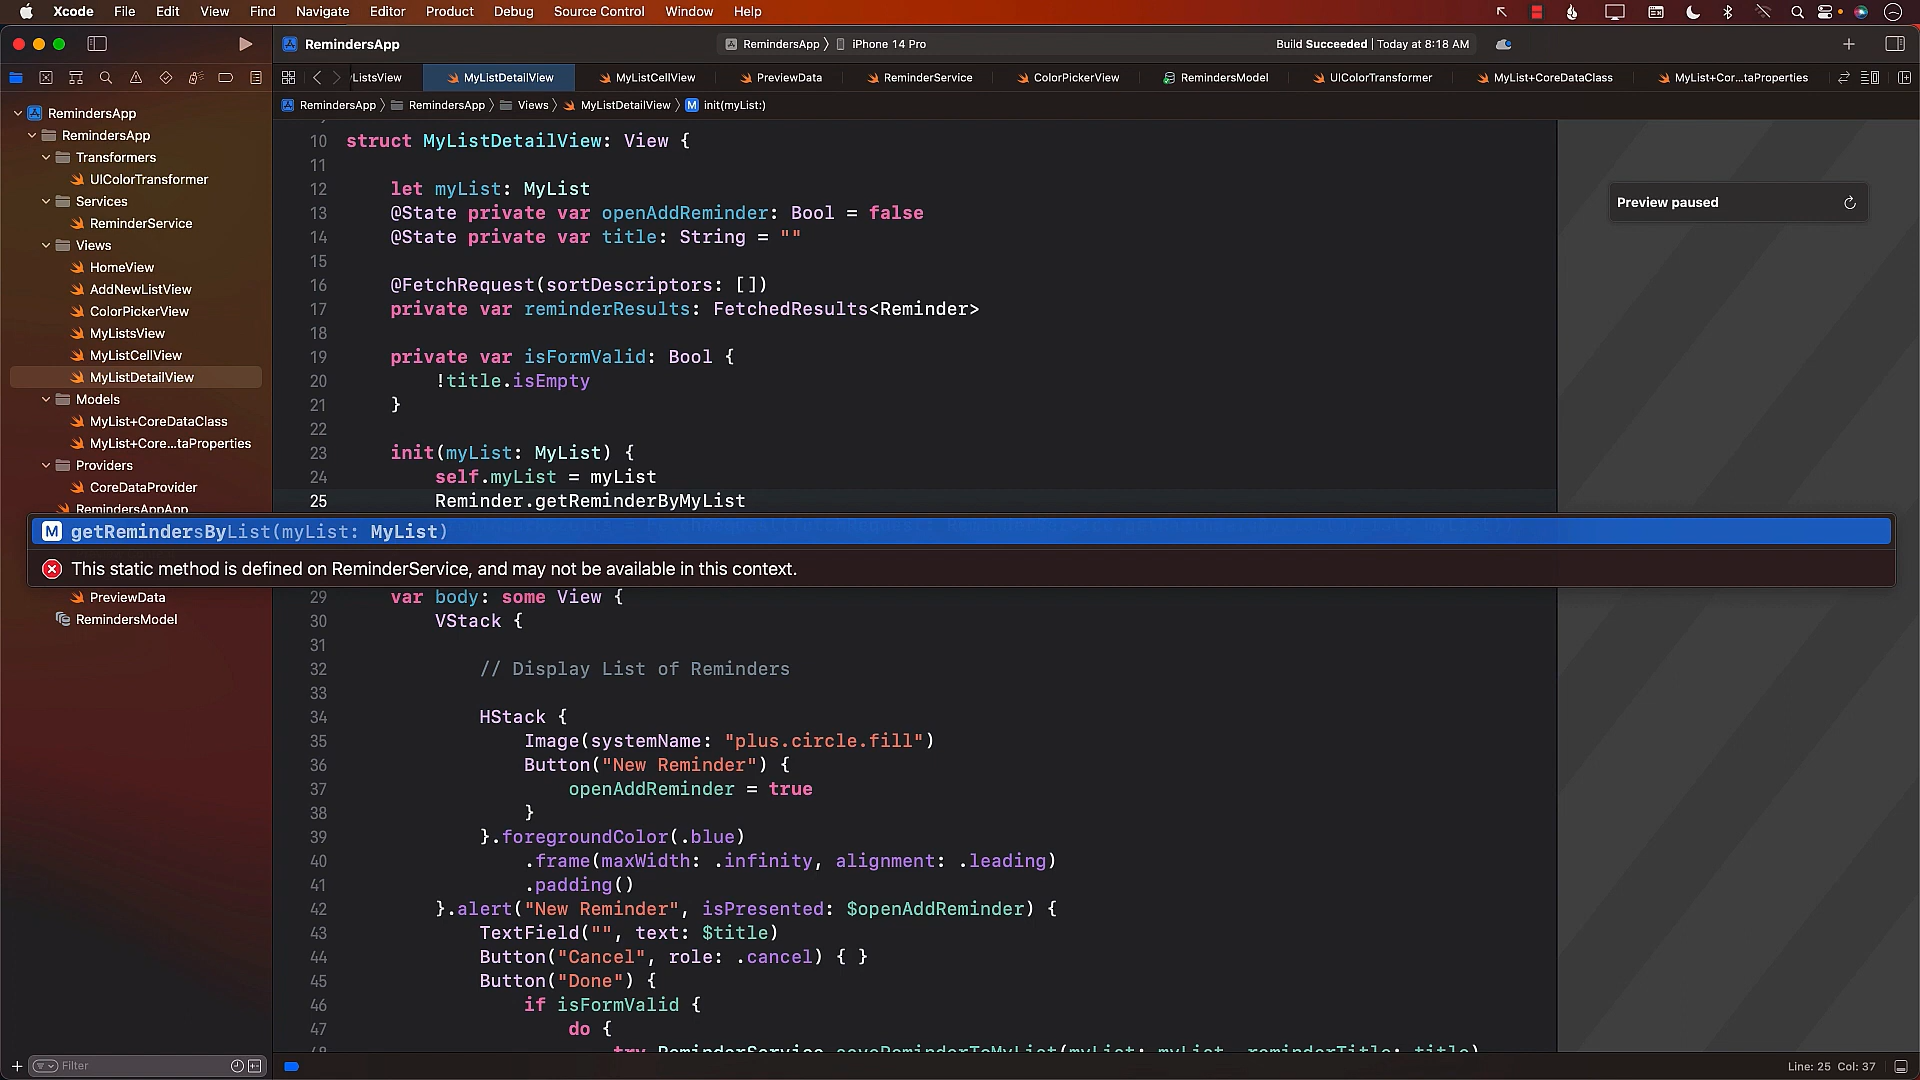 Xcode File Edit View Find Navigate Editor Product Debug Source Control Window Help
RemindersApp
RemindersApp 〉 iPhone 14 Pro
Build Succeeded | Today at 8:18 AM
ListsView
MyListDetailView
MyListCellView
PreviewData
ReminderService
ColorPickerView
RemindersModel
UIColorTransformer
MyList+CoreDataClass
MyList+Cor...taProperties
RemindersApp 〉 RemindersApp 〉 Views 〉 MyListDetailView 〉 M init(myList:)
RemindersApp
RemindersApp
Transformers
UIColorTransformer
Services
ReminderService
Views
HomeView
AddNewListView
ColorPickerView
MyListsView
MyListCellView
MyListDetailView
Models
MyList+CoreDataClass
MyList+Core...taProperties
Providers
CoreDataProvider
RemindersAppApp
PreviewData
RemindersModel
Filter
10 struct MyListDetailView: View {
11
12 let myList: MyList
13 @State private var openAddReminder: Bool = false
14 @State private var title: String = ""
15
16 @FetchRequest(sortDescriptors: [])
17 private var reminderResults: FetchedResults<Reminder>
18
19 private var isFormValid: Bool {
20 !title.isEmpty
21 }
22
23 init(myList: MyList) {
24 self.myList = myList
25 Reminder.getReminderByMyList
M getRemindersByList(myList: MyList)
This static method is defined on ReminderService, and may not be available in this context.
29 var body: some View {
30 VStack {
31
32 // Display List of Reminders
33
34 HStack {
35 Image(systemName: "plus.circle.fill")
36 Button("New Reminder") {
37 openAddReminder = true
38 }
39 }.foregroundColor(.blue)
40 .frame(maxWidth: .infinity, alignment: .leading)
41 .padding()
42 }.alert("New Reminder", isPresented: $openAddReminder) {
43 TextField("", text: $title)
44 Button("Cancel", role: .cancel) { }
45 Button("Done") {
46 if isFormValid {
47 do {
48 try ReminderService.saveReminderToMyList(myList: myList, reminderTitle: title)
Preview paused
Line: 25 Col: 37